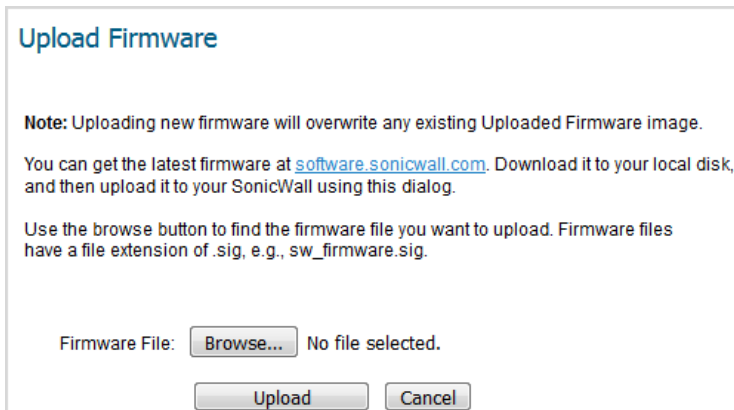 Upload Firmware
Note: Uploading new firmware will overwrite any existing Uploaded Firmware image.
You can get the latest firmware at software.sonicwall.com. Download it to your local disk,
and then upload it to your SonicWall using this dialog.
Use the browse button to find the firmware file you want to upload. Firmware files
have a file extension of .sig, e.g., sw_firmware.sig.
Firmware File: Browse... No file selected.
Upload Cancel